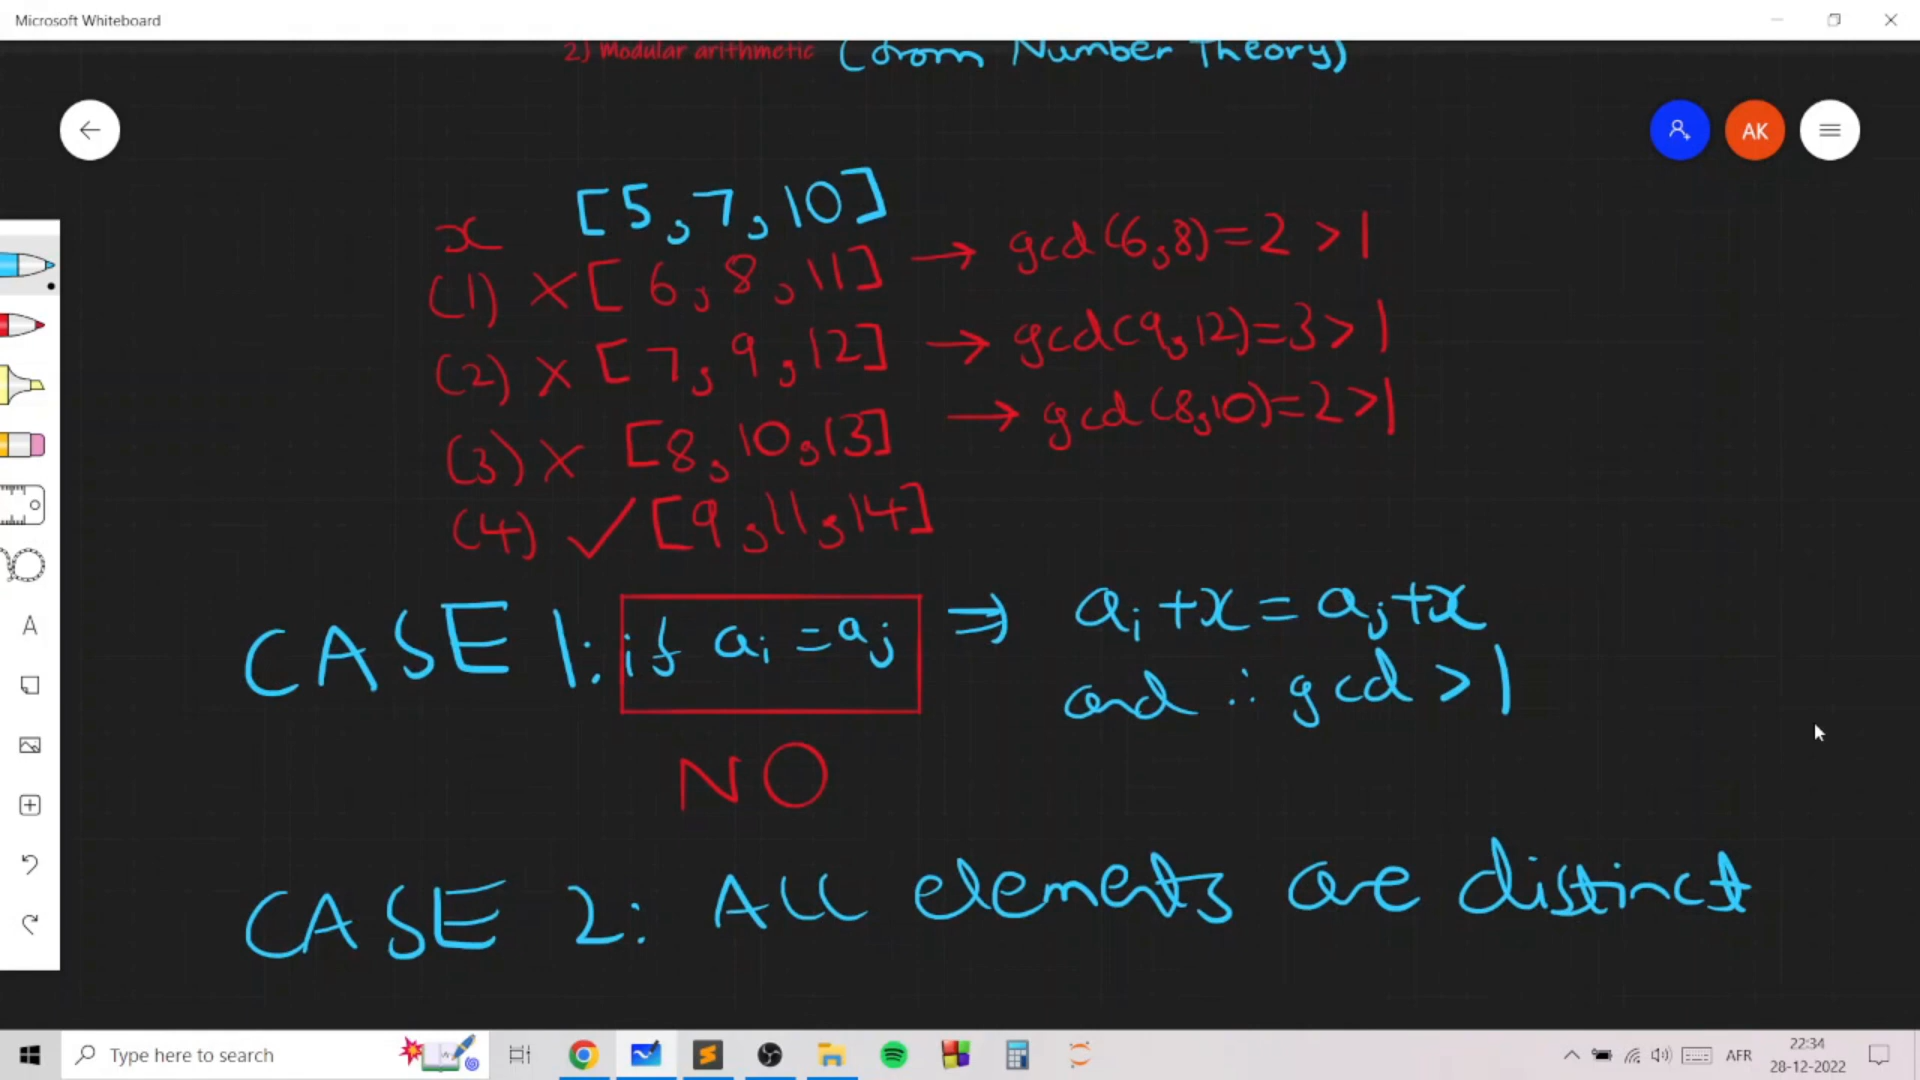 Microsoft Whiteboard
2) Modular arithmetic (from Number Theory)
AK
x [5,7,10]
(1) × [6,8,11] → gcd(6,8)=2 >1
(2) × [7,9,12] → gcd(9,12)=3>1
(3) × [8,10,13] → gcd(8,10)=2>1
(4) ✓ [9,11,14]
CASE 1: if ai = aj ⇒ ai+x = aj+x
and ∴ gcd > 1
NO
CASE 2: All elements are distinct
A
Type here to search
AFR
22:34
28-12-2022